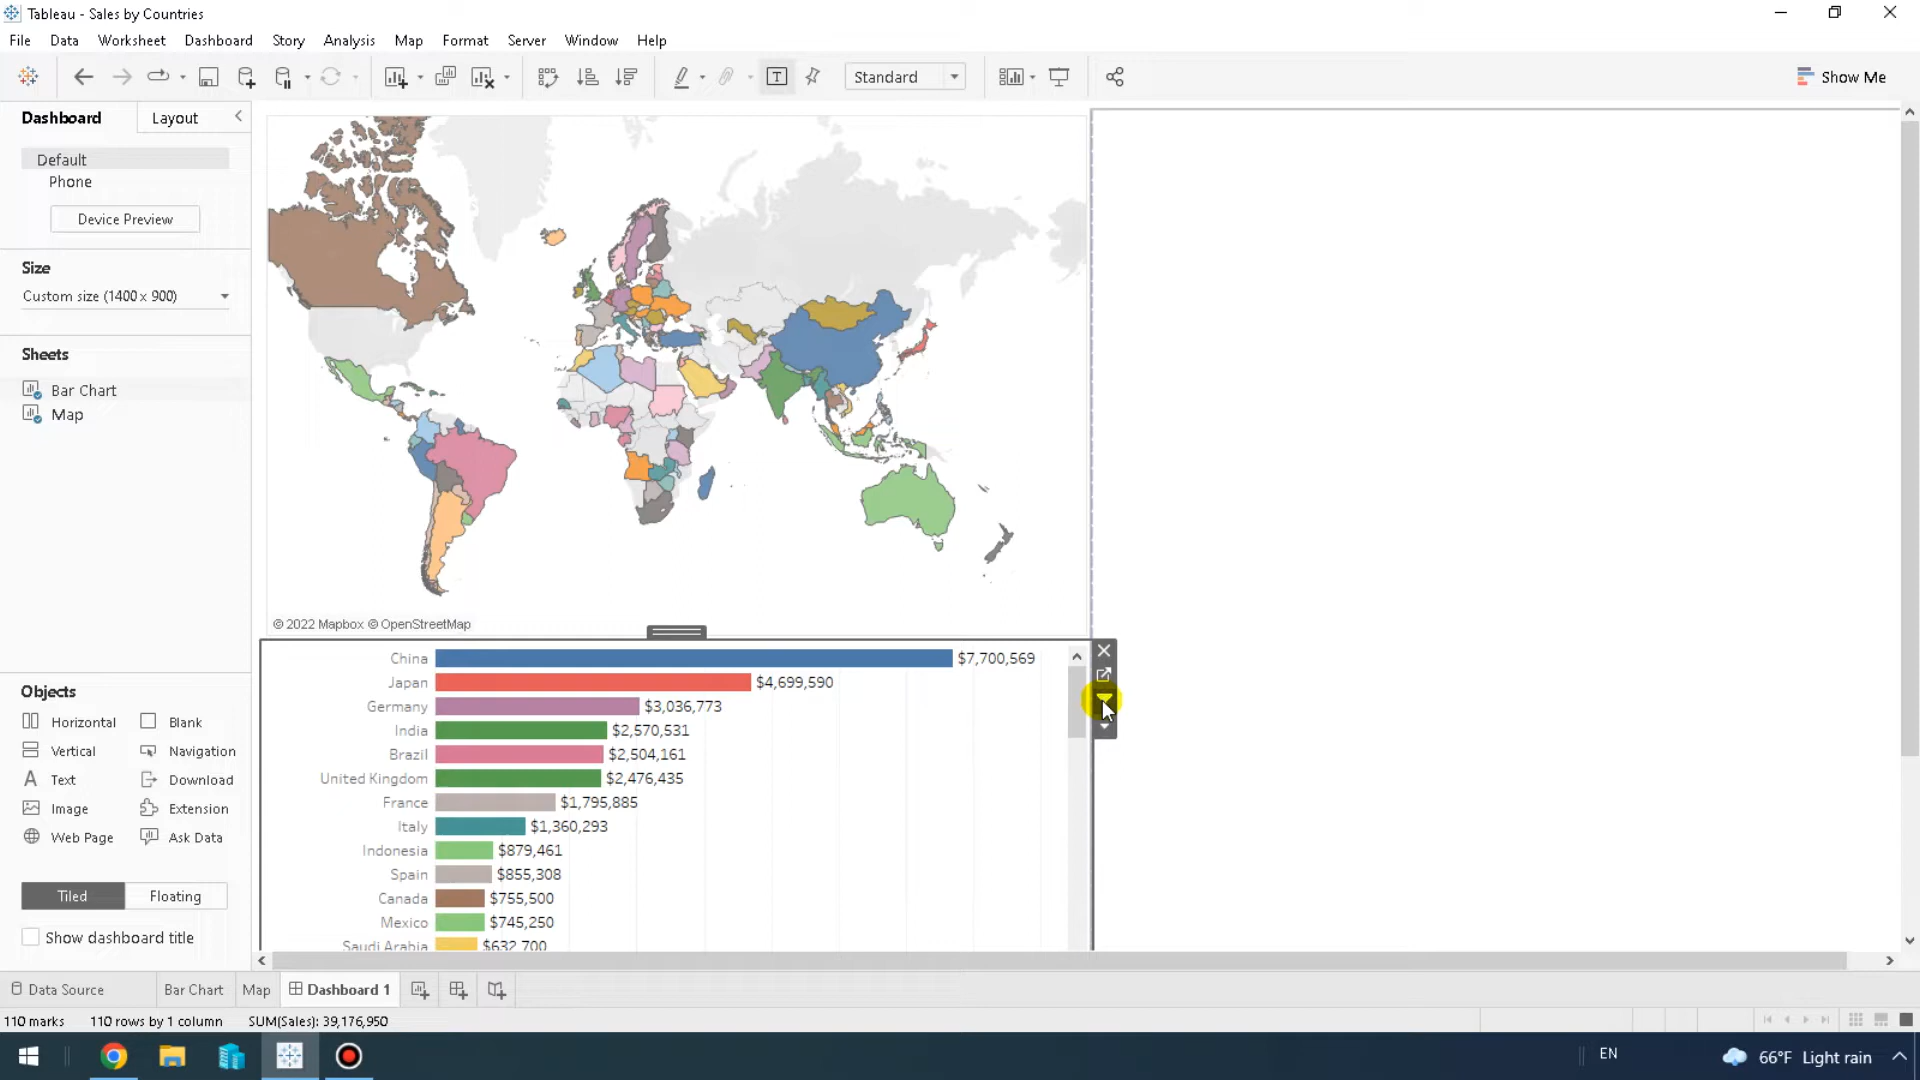 Tableau - Sales by Countries
File Data Worksheet Dashboard Story Analysis Map Format Server Window Help
Standard
Show Me
Dashboard
Layout
Default
Phone
Device Preview
Size
Custom size (1400 x 900)
Sheets
Bar Chart
Map
© 2022 Mapbox © OpenStreetMap
China $7,700,569
Japan $4,699,590
Germany $3,036,773
India $2,570,531
Brazil $2,504,161
United Kingdom $2,476,435
France $1,795,885
Italy $1,360,293
Indonesia $879,461
Spain $855,308
Canada $755,500
Mexico $745,250
Saudi Arabia $632,700
Objects
Horizontal Blank
Vertical Navigation
A Text Download
Image Extension
Web Page Ask Data
Tiled Floating
Show dashboard title
Data Source Bar Chart Map Dashboard 1
110 marks 110 rows by 1 column SUM(Sales): 39,176,950
EN
66°F Light rain